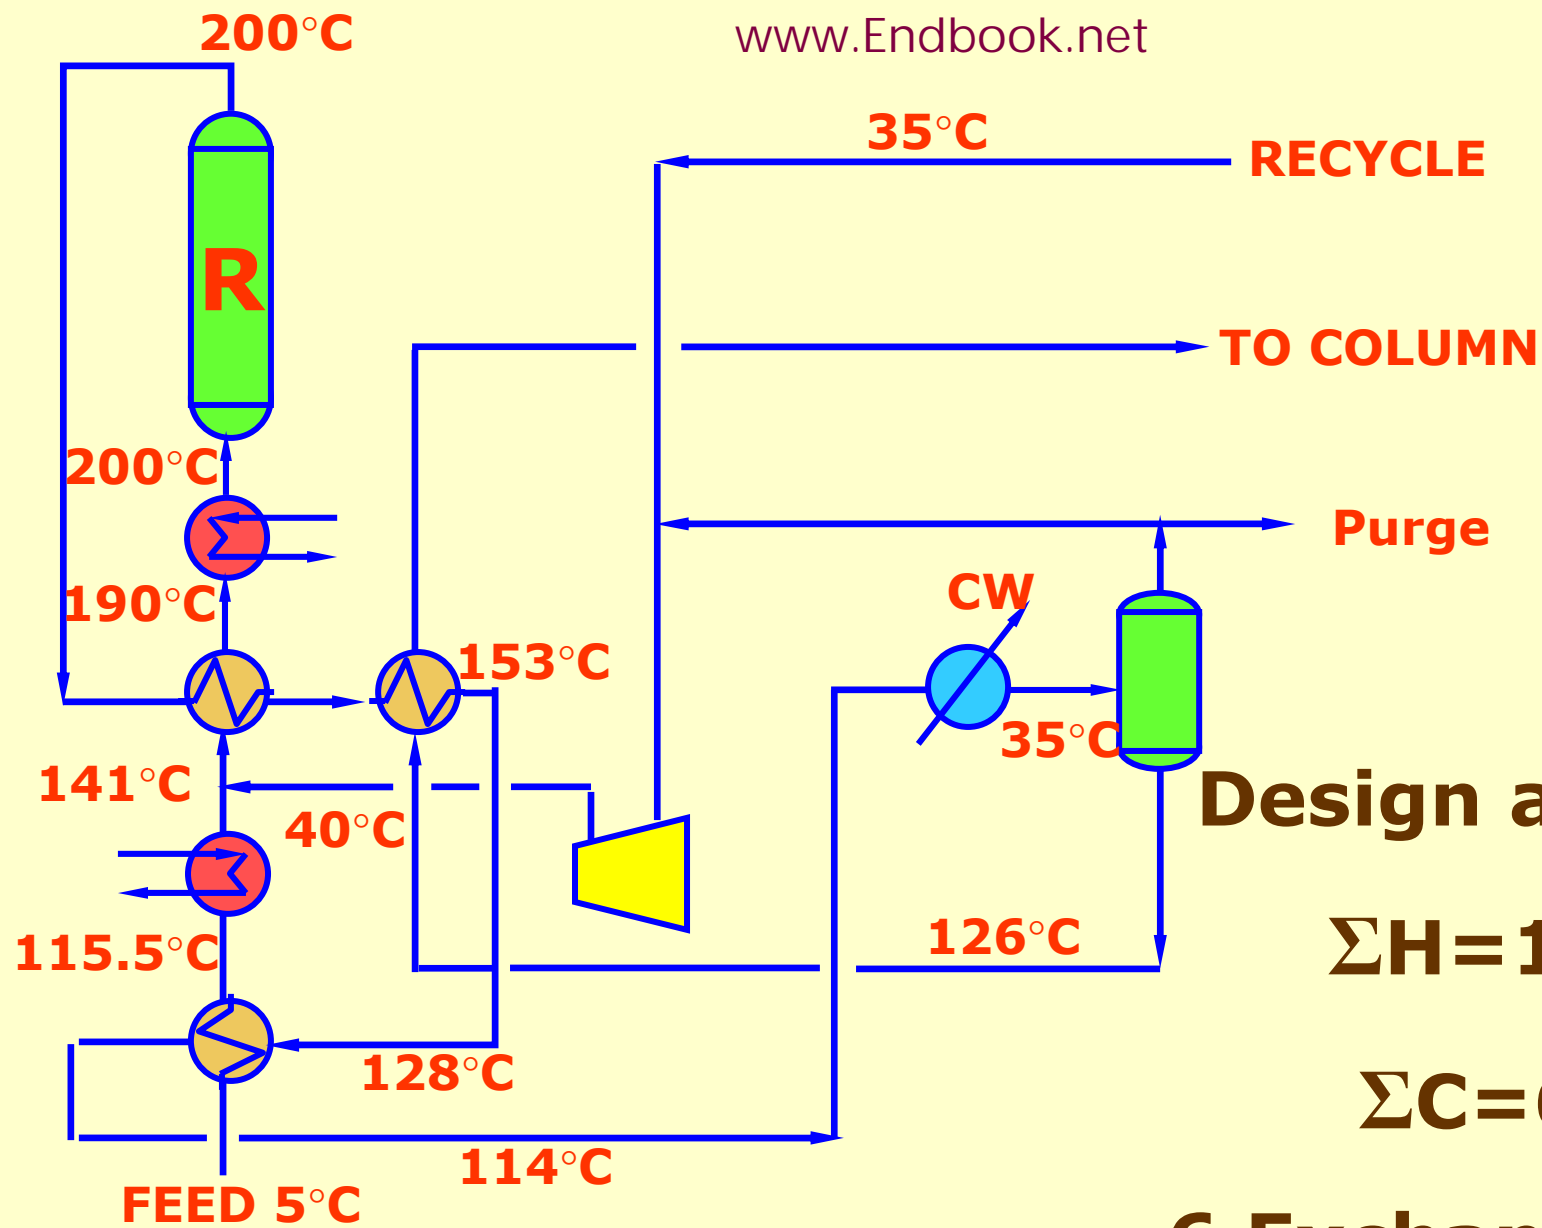 200°C
www.Endbook.net
35°C
RECYCLE
R
TO COLUMN
200°C
Purge
190°C
CW
153°C
35°C
141°C
40°C
Design a
126°C
115.5°C
ΣH=1
128°C
ΣC=
114°C
FEED 5°C